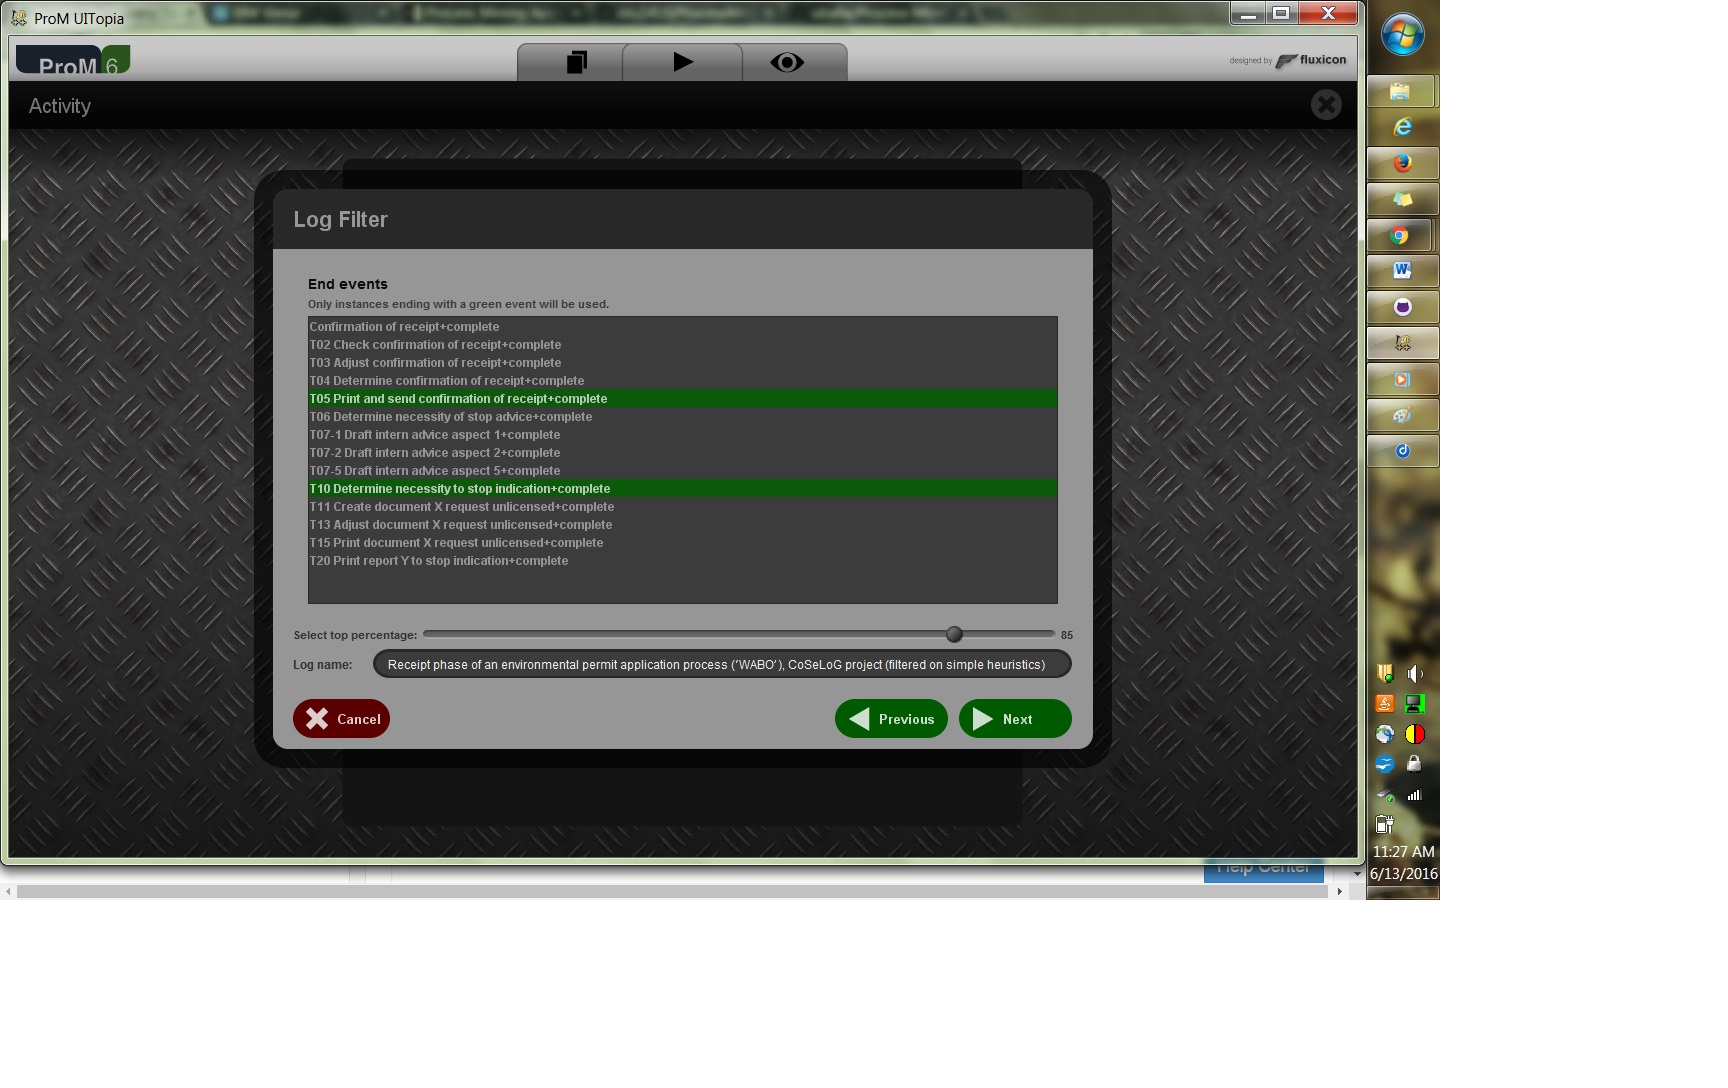 ProM UITopia
ProM 6
designed by fluxicon
Activity
Log Filter
End events
Only instances ending with a green event will be used.
Confirmation of receipt+complete
T02 Check confirmation of receipt+complete
T03 Adjust confirmation of receipt+complete
T04 Determine confirmation of receipt+complete
T05 Print and send confirmation of receipt+complete
T06 Determine necessity of stop advice+complete
T07-1 Draft intern advice aspect 1+complete
T07-2 Draft intern advice aspect 2+complete
T07-5 Draft intern advice aspect 5+complete
T10 Determine necessity to stop indication+complete
T11 Create document X request unlicensed+complete
T13 Adjust document X request unlicensed+complete
T15 Print document X request unlicensed+complete
T20 Print report Y to stop indication+complete
Select top percentage: 85
Log name: Receipt phase of an environmental permit application process (‘WABO’), CoSeLoG project (filtered on simple heuristics)
Cancel
Previous
Next
Help Center
11:27 AM
6/13/2016